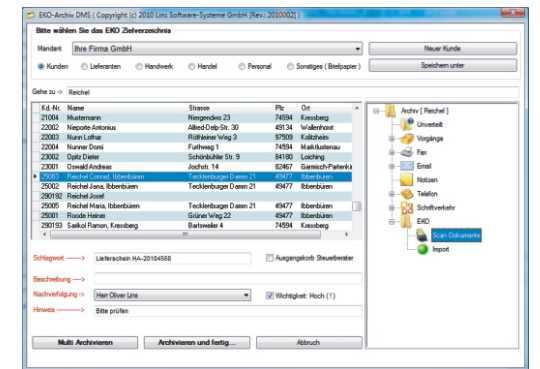 EKO-Archiv DMS ( Copyright (c) 2010 Lins Software-Systeme GmbH [Rev.: 2010002] )
Bitte wählen Sie das EKO Zielverzeichnis
Mandant Ihre Firma GmbH Neuer Kunde
Kunden Lieferanten Handwerk Handel Personal Sonstiges ( Briefpapier ) Speichern unter
Gehe zu -> Reichel
Kd.-Nr. Name Strasse Plz Ort
21004 Mustermann Niergendwo 23 74594 Kressberg
22002 Nieporte Antonius Alfred-Delp-Str. 30 49134 Wallenhorst
22003 Nunn Lothar Röthleiner Weg 3 97509 Kolitzheim
22004 Nunner Domi Futhweg 1 74594 Marktlustenau
23002 Opitz Dieter Schönbühler Str. 9 84180 Loiching
23001 Oswald Andreas Jochstr. 14 82467 Garmisch-Partenki
25003 Reichel Conrad, Ibbenbüren Tecklenburger Damm 21 49477 Ibbenbüren
25002 Reichel Jana, Ibbenbüren Tecklenburger Damm 21 49477 Ibbenbüren
290192 Reichel Josef
25005 Reichel Maria, Ibbenbüren Tecklenburger Damm 21 49477 Ibbenbüren
25001 Roode Heiner Grüner Weg 22 49477 Ibbenbüren
290193 Sarikol Ramon, Kressberg Bartsweiler 4 74594 Kressberg
Archiv [ Reichel ]
Unverteilt
Vorgänge
Fax
Email
Notizen
Telefon
Schriftverkehr
EKO
Scan Dokumente
Import
Schlagwort ----> Lieferschein HA-20104588 Ausgangskorb Steuerberater
Beschreibung ---->
Nachverfolgung -> Herr Oliver Lins Wichtigkeit: Hoch (1)
Hinweis ----> Bitte prüfen
Multi Archivieren Archivieren und fertig... Abbruch